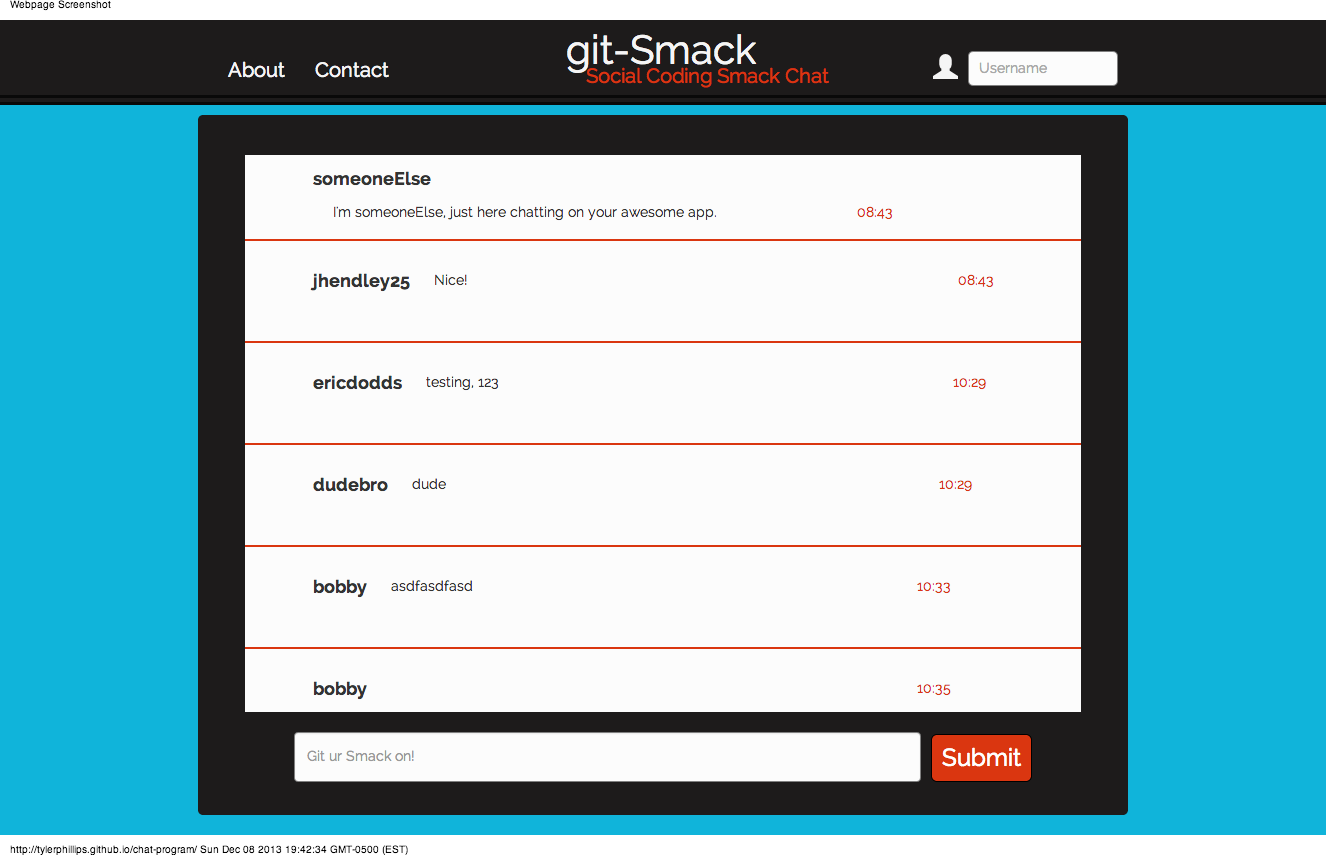 Webpage Screenshot
About Contact
git-Smack
Social Coding Smack Chat
Username
someoneElse
I'm someoneElse, just here chatting on your awesome app. 08:43
jhendley25 Nice! 08:43
ericdodds testing, 123 10:29
dudebro dude 10:29
bobby asdfasdfasd 10:33
bobby 10:35
Git ur Smack on! Submit
http://tylerphillips.github.io/chat-program/ Sun Dec 08 2013 19:42:34 GMT-0500 (EST)